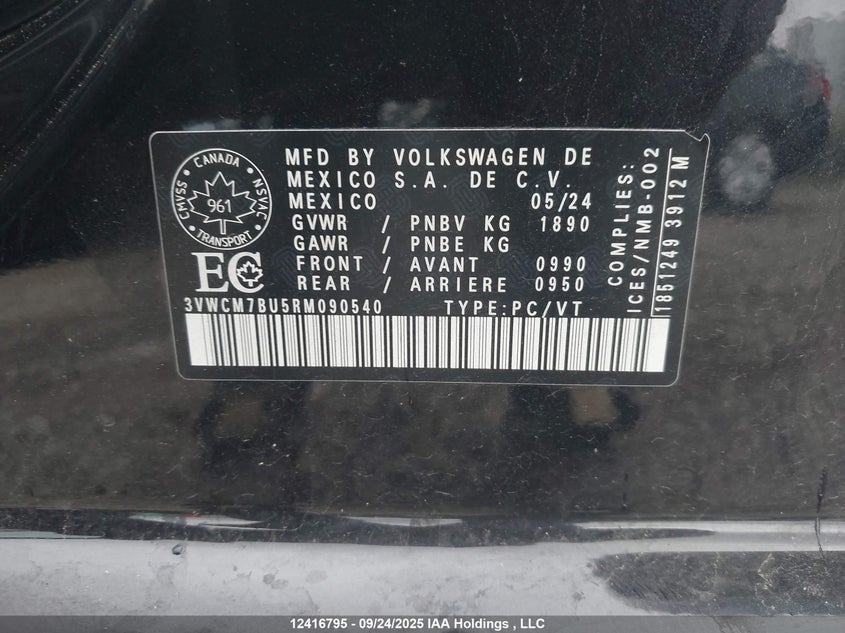 CANADA
CMVSS
NSVAC
961
TRANSPORT
EC
MFD BY VOLKSWAGEN DE
MEXICO S.A. DE C.V.
MEXICO 05/24
GVWR / PNBV KG 1890
GAWR / PNBE KG
FRONT / AVANT 0990
REAR / ARRIERE 0950
3VWCM7BU5RM090540 TYPE:PC/VT
COMPLIES:
ICES/NMB-002
1851249 3912 M
12416795 - 09/24/2025 IAA Holdings , LLC